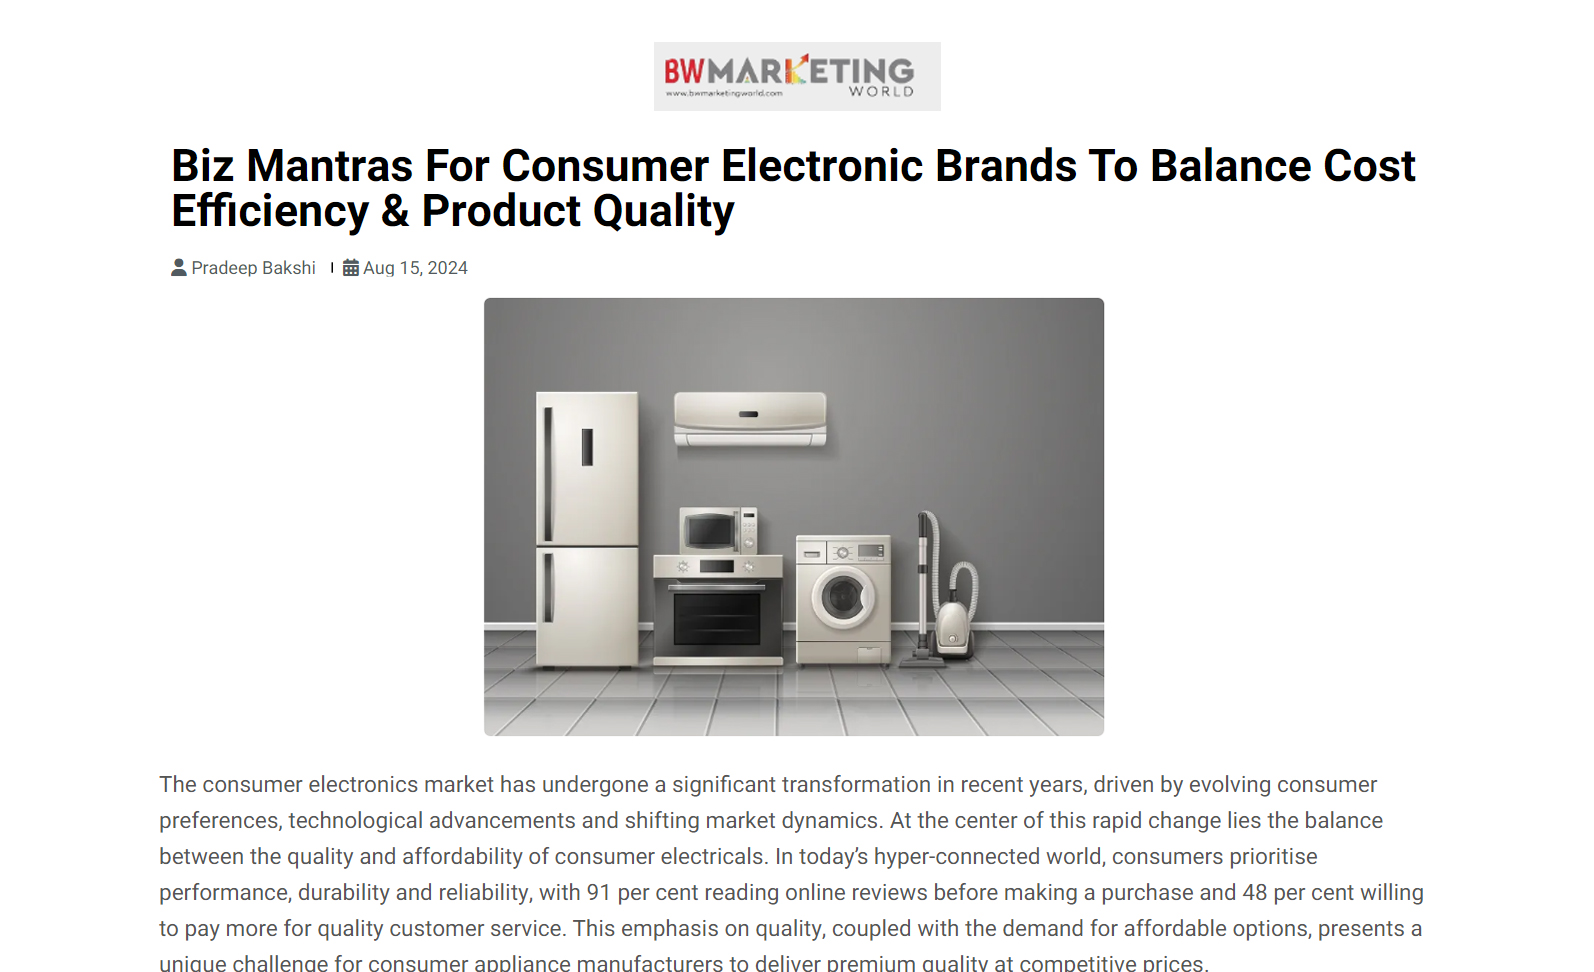 BWMARKETING
www.bwmarketingworld.com WORLD
Biz Mantras For Consumer Electronic Brands To Balance Cost
Efficiency & Product Quality
Pradeep Bakshi Aug 15, 2024
The consumer electronics market has undergone a significant transformation in recent years, driven by evolving consumer
preferences, technological advancements and shifting market dynamics. At the center of this rapid change lies the balance
between the quality and affordability of consumer electricals. In today’s hyper-connected world, consumers prioritise
performance, durability and reliability, with 91 per cent reading online reviews before making a purchase and 48 per cent willing
to pay more for quality customer service. This emphasis on quality, coupled with the demand for affordable options, presents a
unique challenge for consumer appliance manufacturers to deliver premium quality at competitive prices.